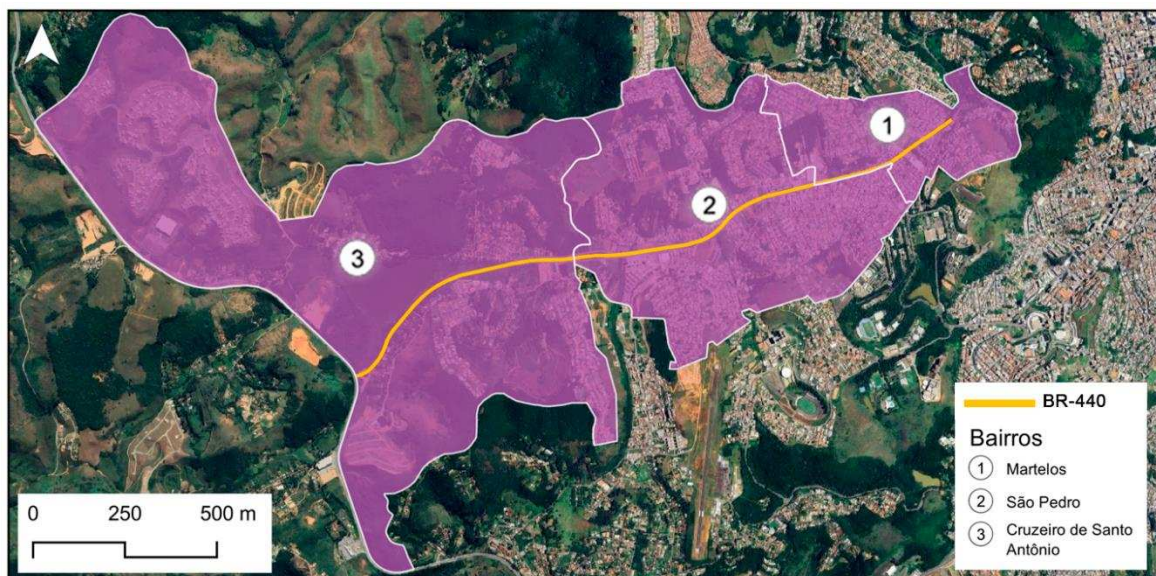 1
2
3
0 250 500 m
BR-440
Bairros
1 Martelos
2 São Pedro
3 Cruzeiro de Santo
Antônio